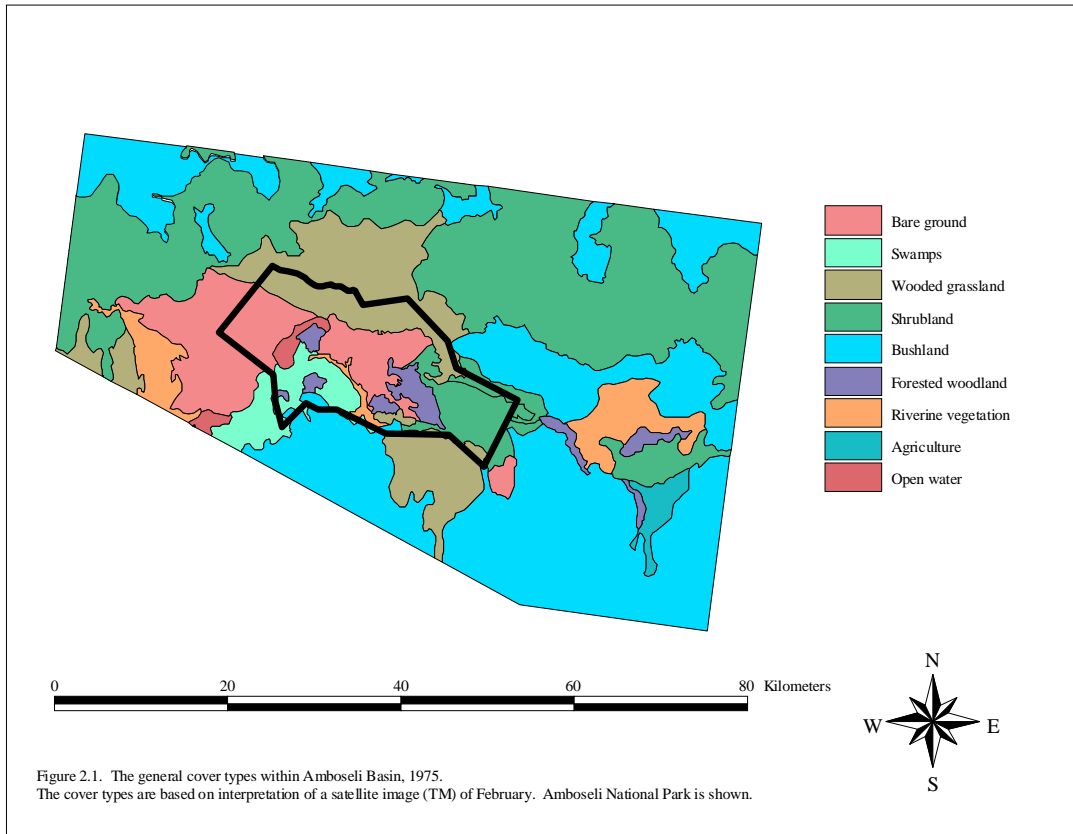 Bare ground
Swamps
Wooded grassland
Shrubland
Bushland
Forested woodland
Riverine vegetation
Agriculture
Open water
0 20 40 60 80 Kilometers
N
W E
S
Figure 2.1. The general cover types within Amboseli Basin, 1975.
The cover types are based on interpretation of a satellite image (TM) of February. Amboseli National Park is shown.